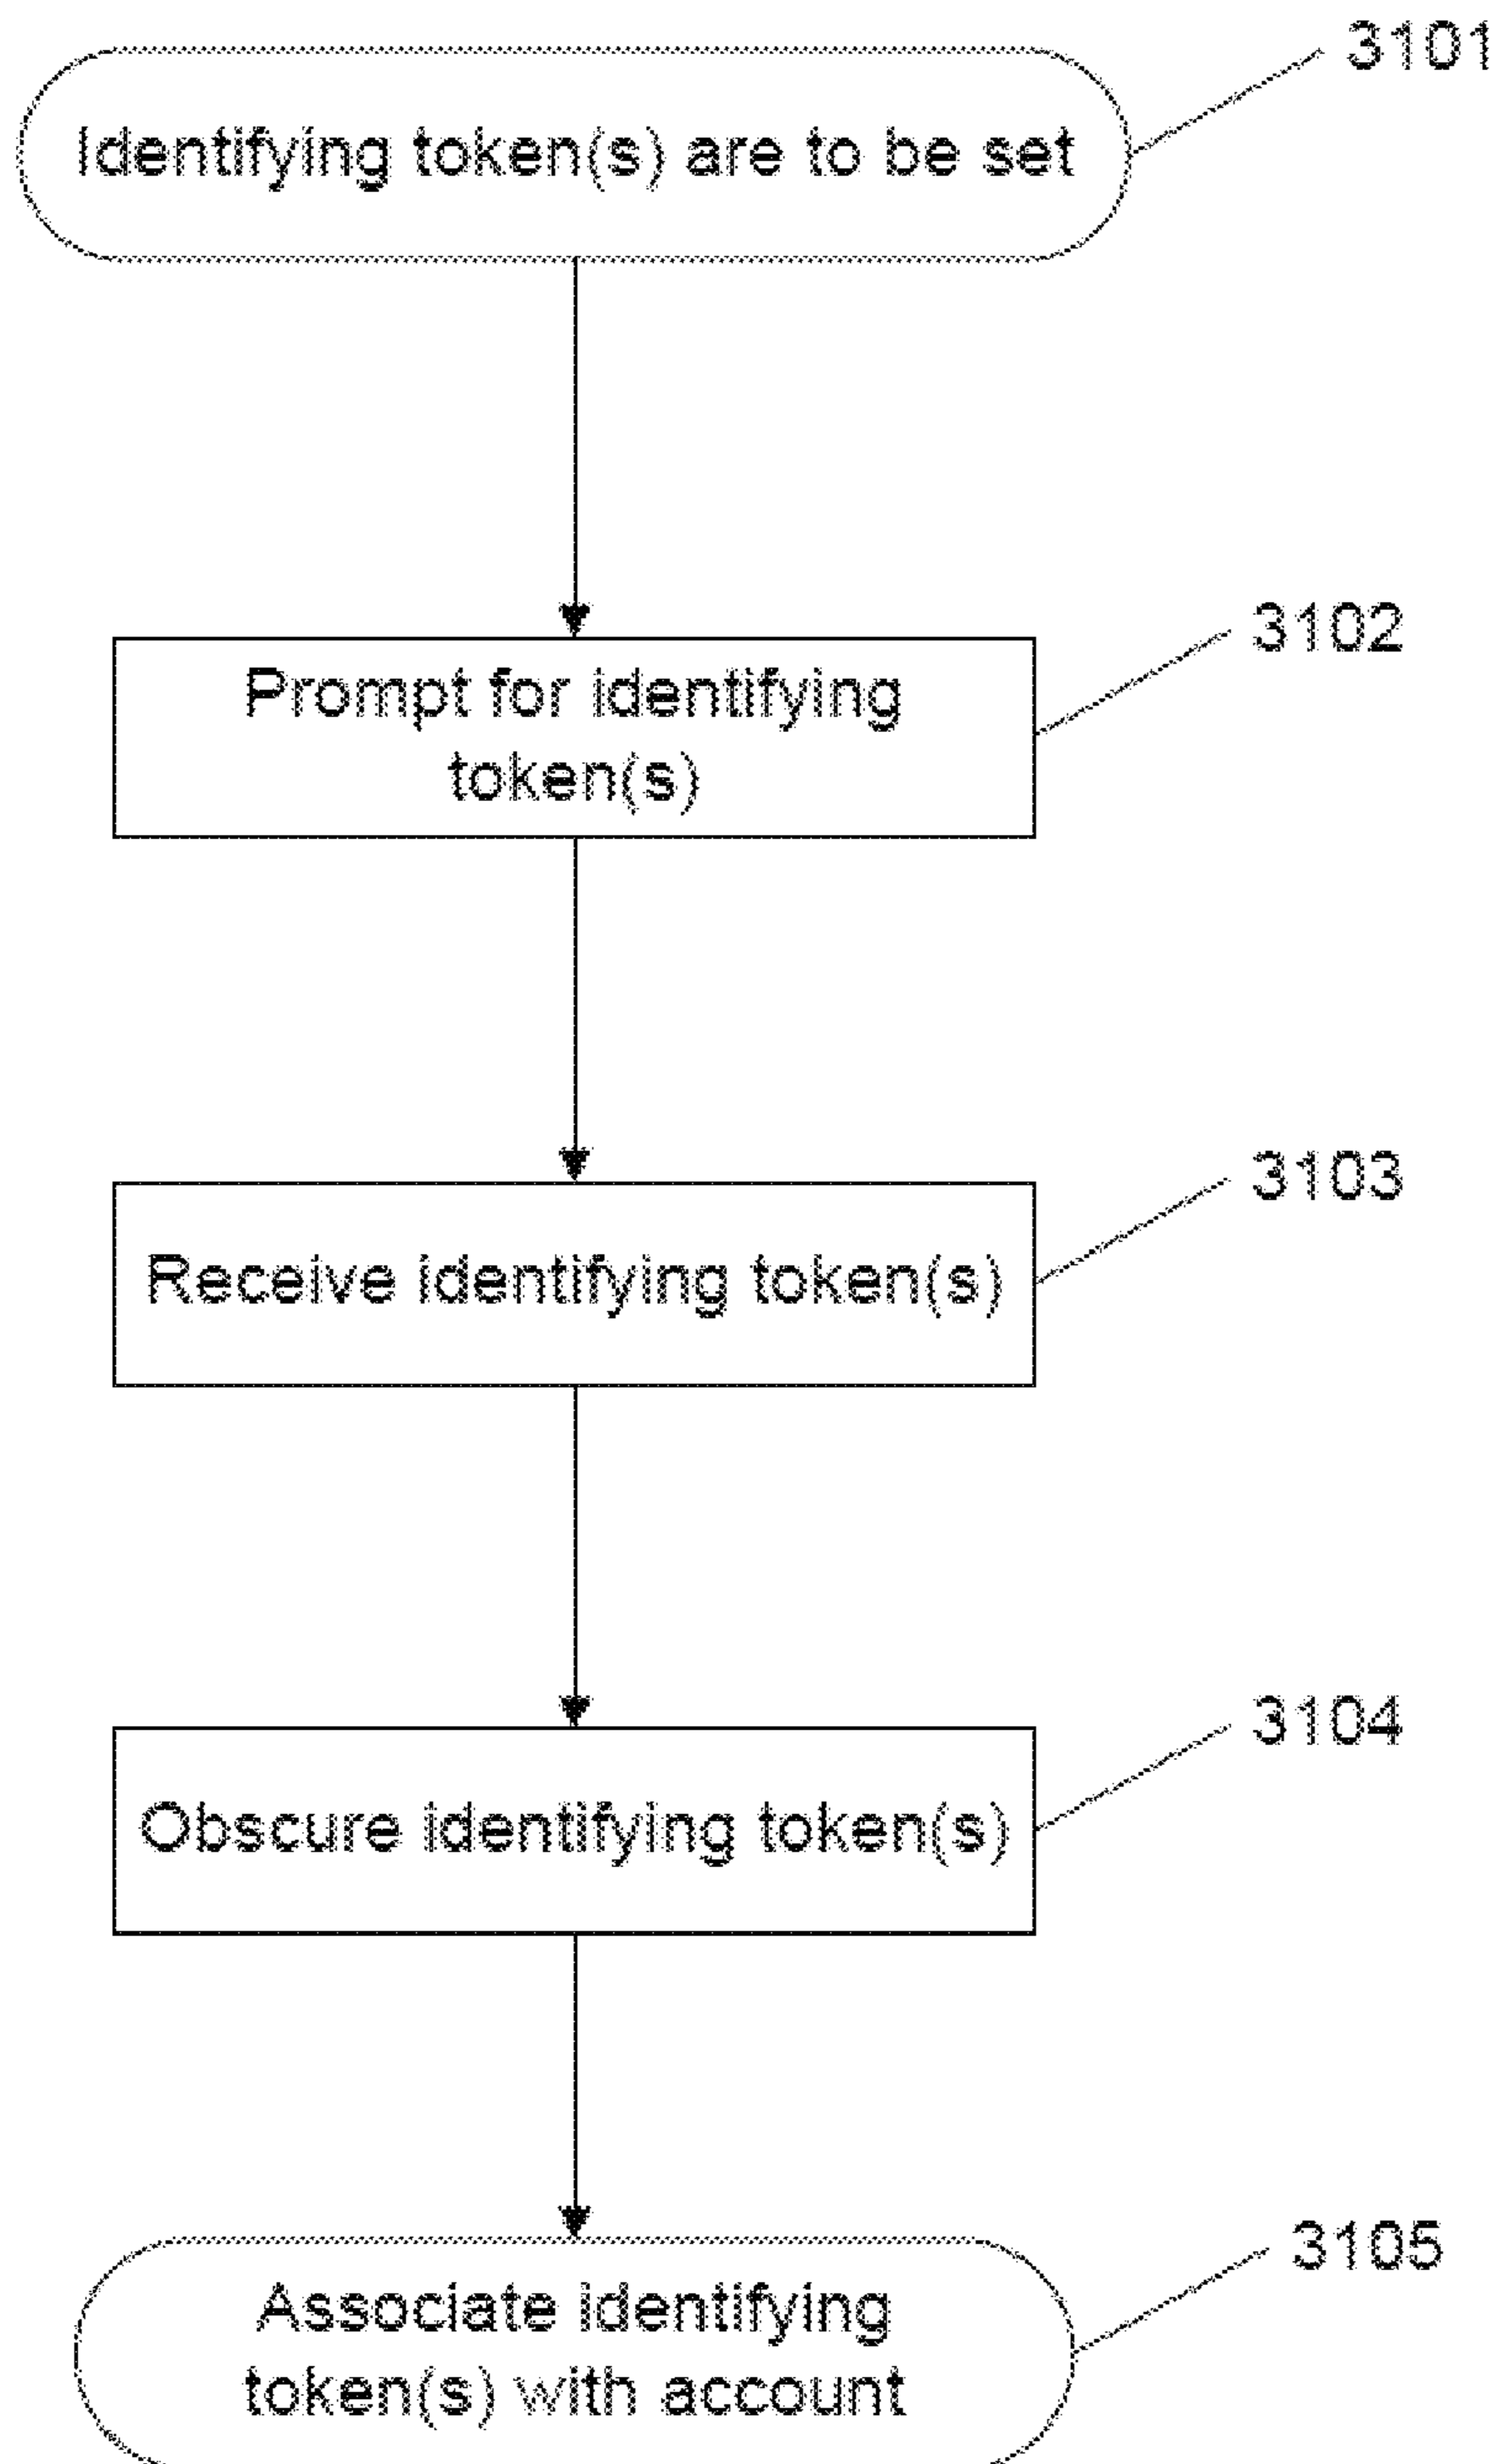 3101
Identifying token(s) are to be set
3102
Prompt for identifying
token(s)
3103
Receive identifying token(s)
3104
Obscure identifying token(s)
3105
Associate identifying
token(s) with account